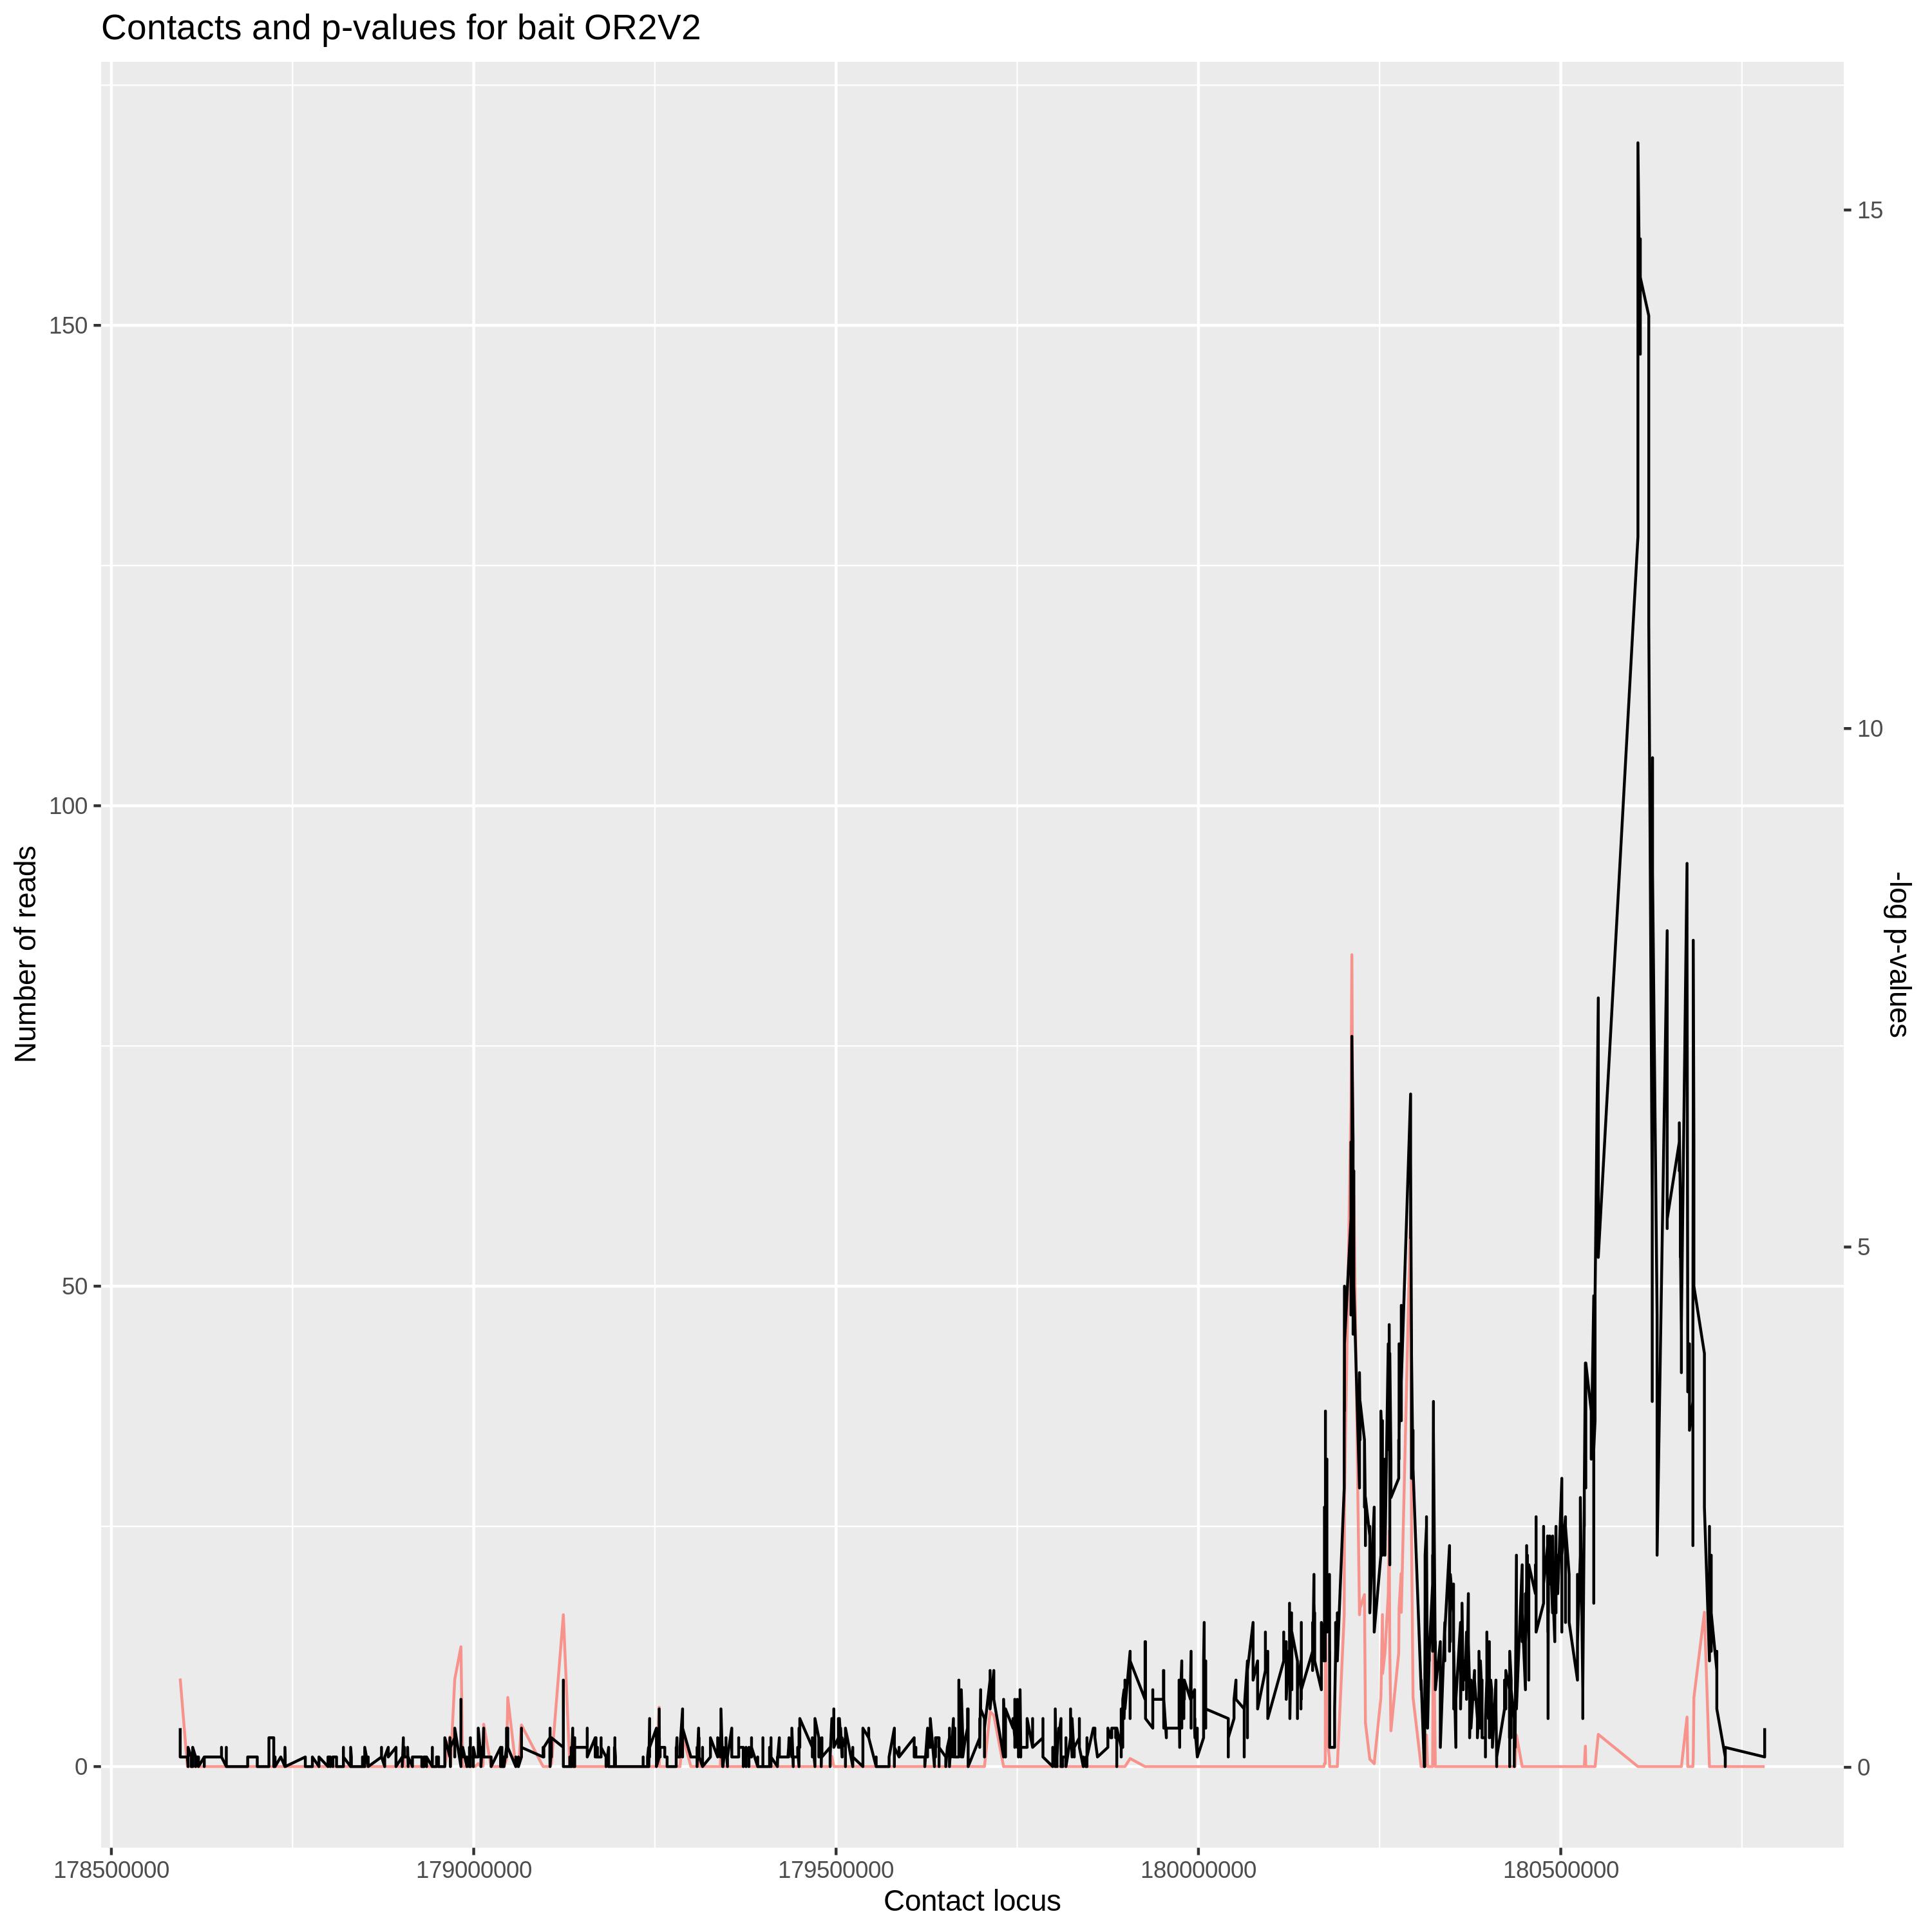 Contacts and p-values for bait OR2V2
150
100
50
0
Number of reads
15
10
5
0
-log p-values
178500000 179000000 179500000 180000000 180500000
Contact locus